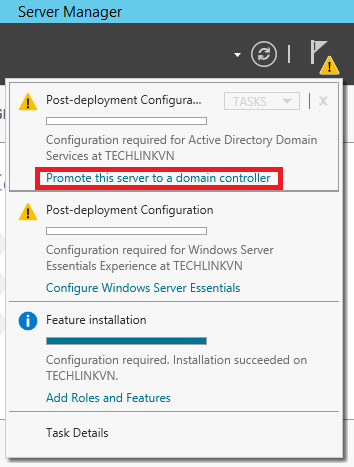 Server Manager
Post-deployment Configura...
TASKS
X
Configuration required for Active Directory Domain
Services at TECHLINKVN
Promote this server to a domain controller
Post-deployment Configuration
Configuration required for Windows Server
Essentials Experience at TECHLINKVN
Configure Windows Server Essentials
Feature installation
Configuration required. Installation succeeded on
TECHLINKVN.
Add Roles and Features
Task Details